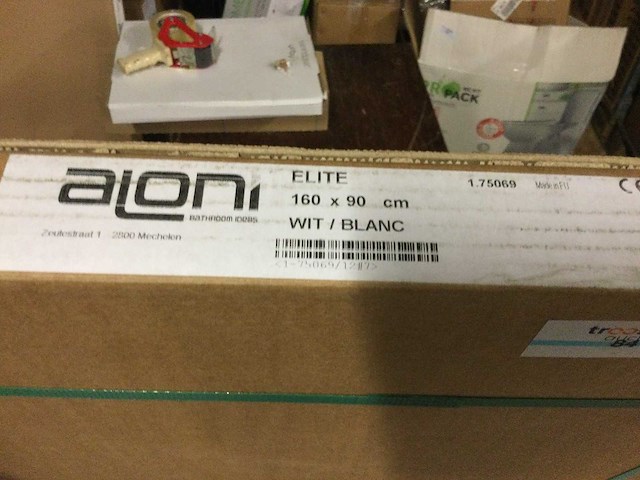 PACK
aloni
BATHROOM IDEAS
Zeutestraat 1 2800 Mechelen
ELITE
160 x 90 cm
WIT / BLANC
1.75069 Made in EU
CE